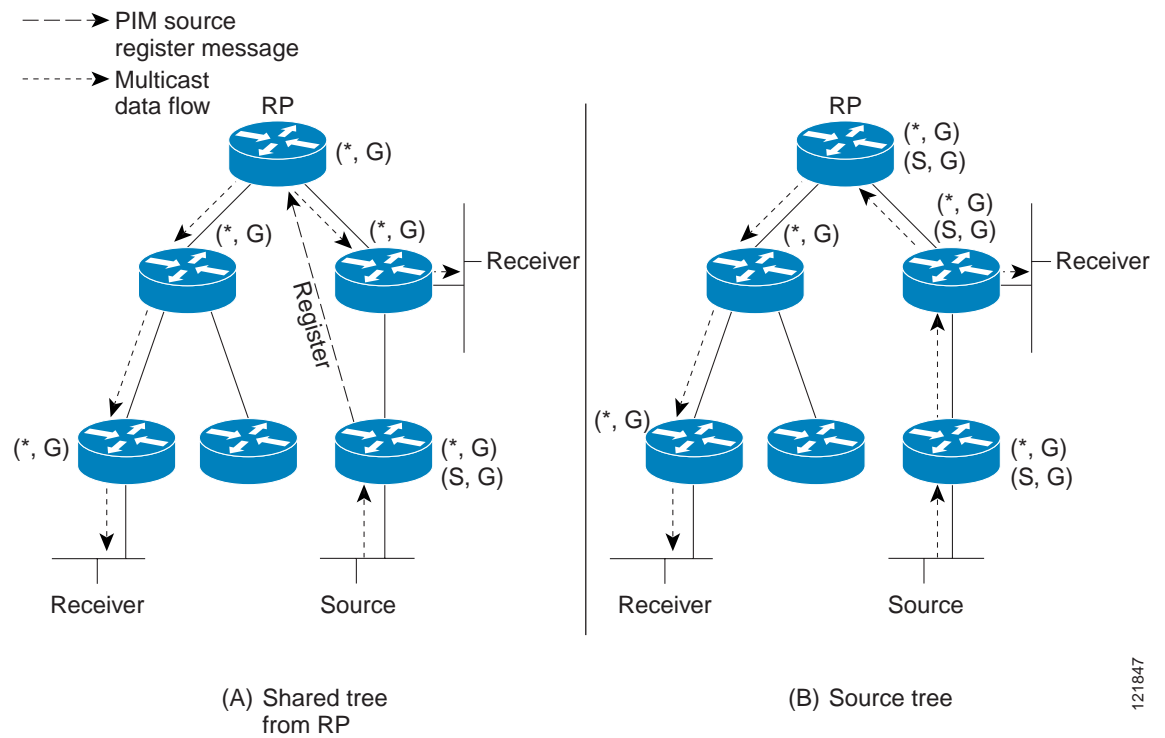 PIM source
register message
Multicast
data flow
RP
(*, G)
(*, G)
(*, G)
Receiver
Register
(*, G)
(*, G)
(S, G)
Receiver
Source
(A) Shared tree
from RP
RP
(*, G)
(S, G)
(*, G)
(S, G)
(*, G)
Receiver
(*, G)
(*, G)
(S, G)
Receiver
Source
(B) Source tree
121847